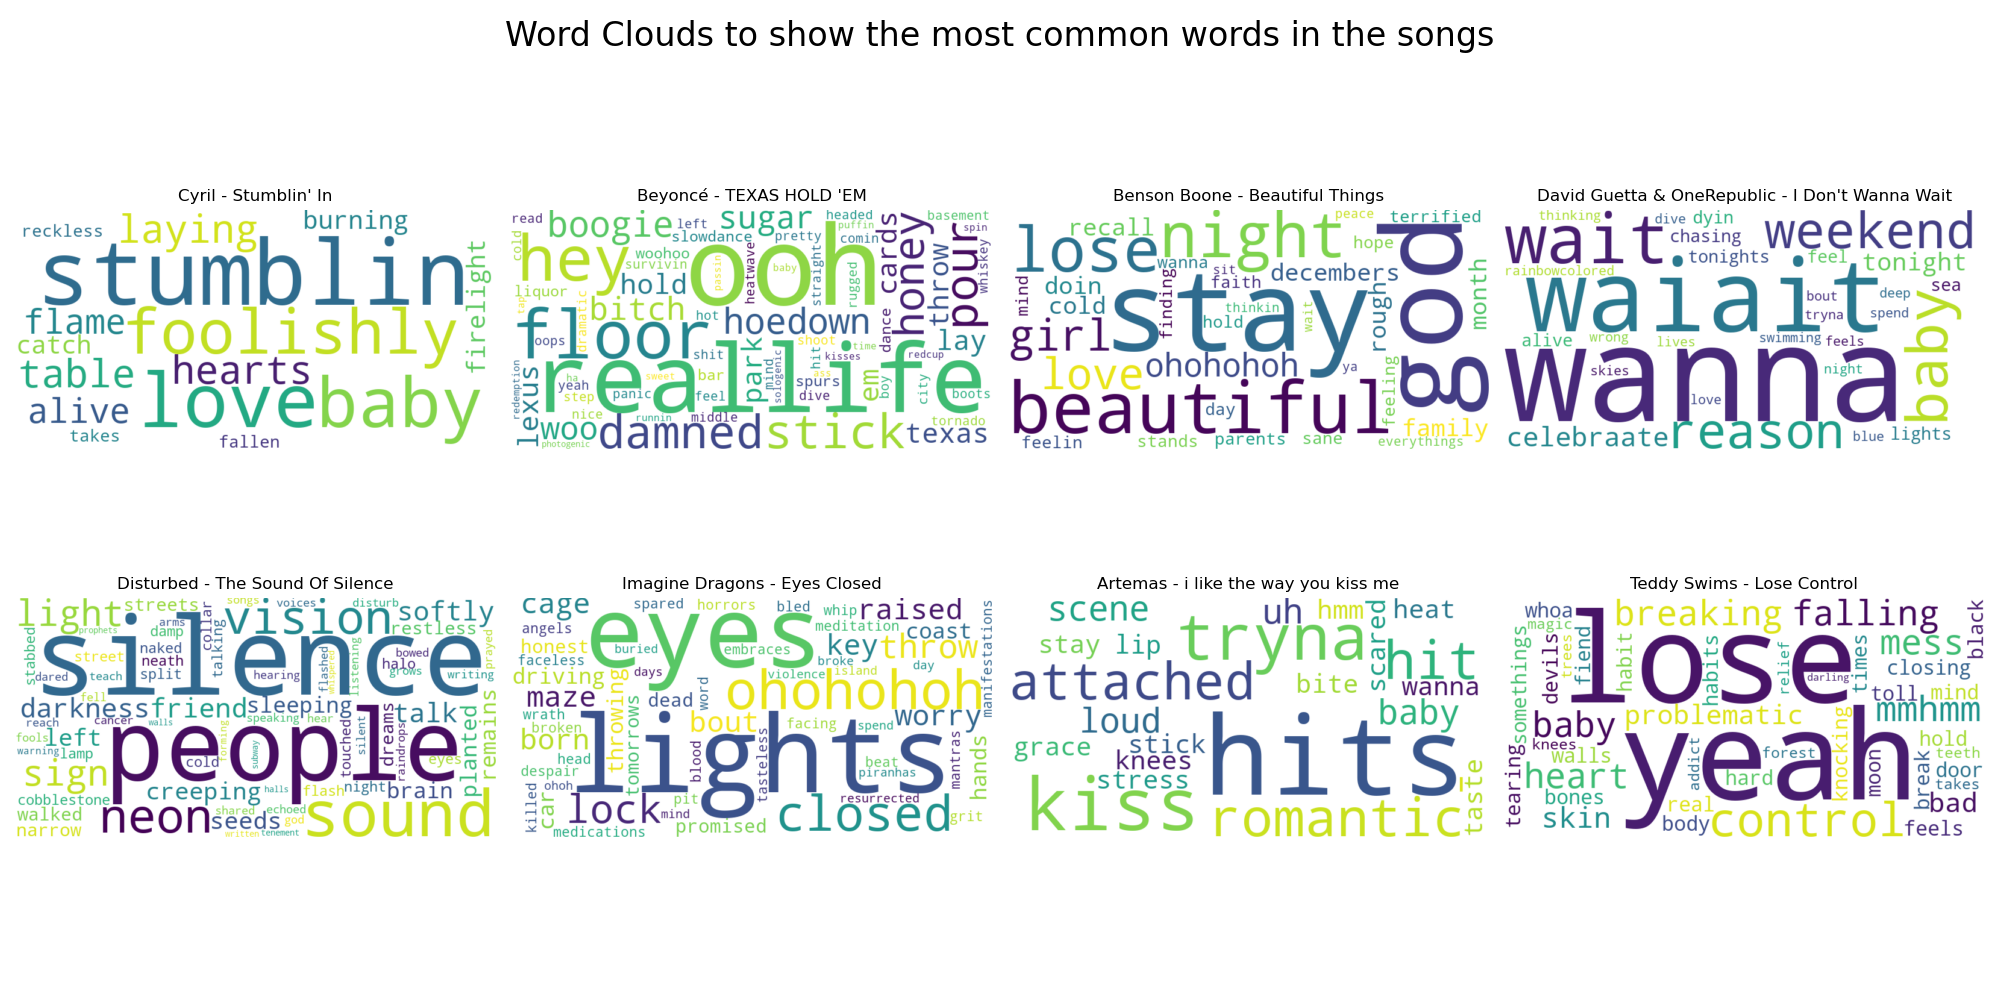 Word Clouds to show the most common words in the songs
Cyril - Stumblin' In
reckless
laying
burning
stumblin
firelight
flame
foolishly
catch
table
hearts
alive
love
baby
takes
fallen
Beyoncé - TEXAS HOLD 'EM
read
boogie
left
sugar
headed
puffin
cards
honey
basement
spin
cold
hey
woohoo
slowdance
pretty
comin
ooh
pour
survivin
passin
baby
heatwave
straight
rugged
throw
whiskey
liquor
hold
tap
dramatic
bitch
hot
hoedown
dance
floor
oops
shit
park
shoot
hit
time
kisses
redcup
lay
lexus
reallife
redemption
ha
yeah
step
panic
sweet
bar
feel
mind
sologenic
ass
spurs
dive
em
boy
city
boots
nice
runnin
middle
tornado
woo
damned
stick
texas
photogenic
Benson Boone - Beautiful Things
recall
night
peace
terrified
lose
hope
god
mind
doin
wanna
sit
faith
decembers
month
cold
finding
stay
thinkin
hold
wait
rough
girl
love
ohohohoh
ya
feeling
beautiful
day
family
feelin
stands
parents
sane
everythings
David Guetta & OneRepublic - I Don't Wanna Wait
thinking
dive
dyin
wait
chasing
weekend
tonights
feel
tonight
rainbowcolored
waiait
sea
bout
deep
tryna
spend
baby
alive
wrong
lives
swimming
feels
wanna
skies
night
love
celebraate
reason
blue
lights
Disturbed - The Sound Of Silence
light
streets
songs
voices
disturb
vision
softly
prophets
arms
damp
collar
restless
stabbed
silence
naked
talking
bowed
street
neath
halo
prayed
dared
teach
split
hearing
flashed
whispered
listening
grows
writing
fell
sleeping
darkness
friend
reach
cancer
walls
speaking
hear
talk
planted
remains
fools
left
people
touched
silent
dreams
raindrops
warning
lamp
cold
forming
subway
eyes
sign
creeping
halls
flash
night
brain
cobblestone
shared
echoed
walked
neon
seeds
god
sound
narrow
written
tenement
Imagine Dragons - Eyes Closed
cage
spared
horrors
bled
whip
raised
angels
eyes
meditation
coast
manifestations
honest
buried
embraces
key
throw
faceless
days
broke
island
day
driving
violence
maze
dead
word
ohohohoh
wrath
throwing
tomorrows
bout
facing
spend
worry
broken
lights
born
blood
tasteless
beat
mantras
hands
head
piranhas
despair
killed
ohoh
car
lock
mind
pit
resurrected
closed
grit
medications
promised
Artemas - i like the way you kiss me
scene
uh
hmm
scared
heat
stay
lip
tryna
hit
attached
bite
wanna
loud
baby
grace
stick
hits
knees
stress
kiss
romantic
taste
Teddy Swims - Lose Control
whoa
breaking
falling
black
magic
trees
lose
mess
somethings
devils
fiend
habit
habits
relief
darling
times
closing
toll
mind
baby
problematic
mmhmm
knees
yeah
knocking
hold
walls
addict
forest
moon
teeth
tearing
heart
hard
break
door
takes
bones
real
bad
skin
body
control
feels